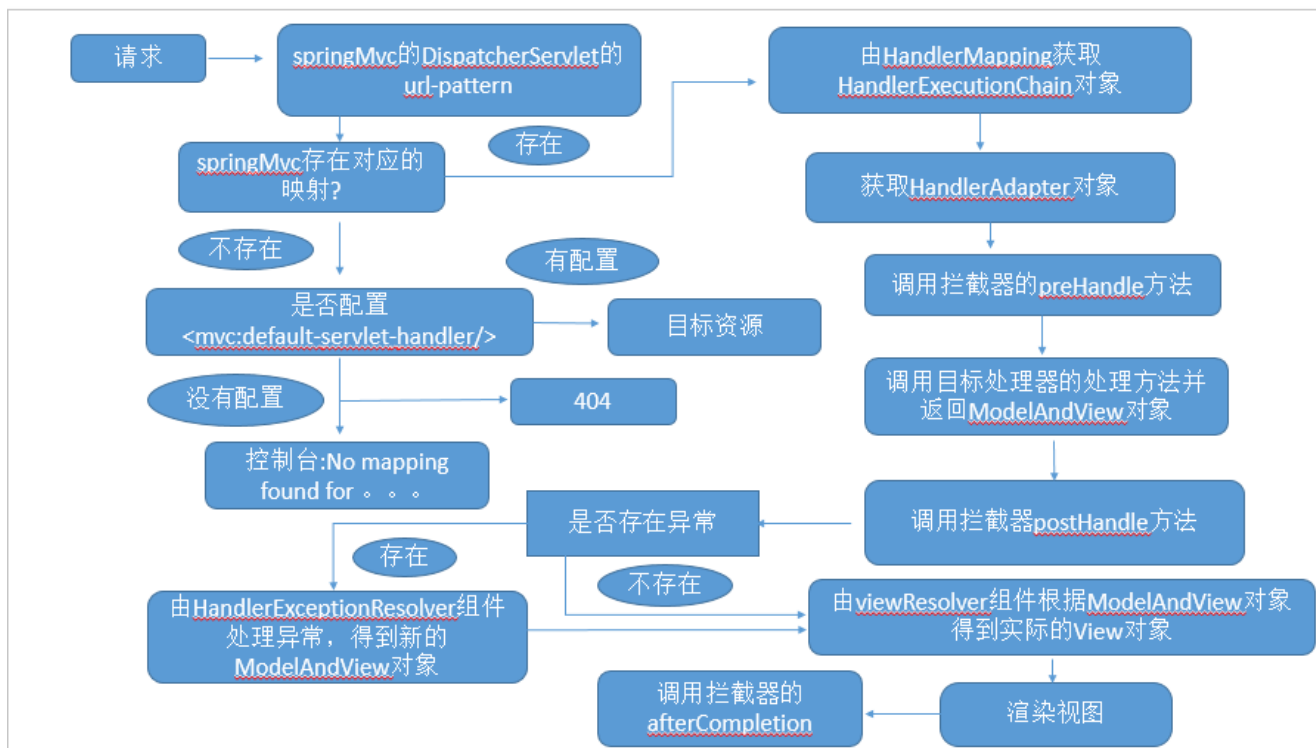 请求
springMvc的DispatcherServlet的
url-pattern
由HandlerMapping获取
HandlerExecutionChain对象
存在
springMvc存在对应的
映射?
获取HandlerAdapter对象
不存在
有配置
调用拦截器的preHandle方法
是否配置
<mvc:default-servlet-handler/>
目标资源
没有配置
404
调用目标处理器的处理方法并
返回ModelAndView对象
控制台:No mapping
found for 。。。
是否存在异常
调用拦截器postHandle方法
存在
不存在
由HandlerExceptionResolver组件
处理异常，得到新的
ModelAndView对象
由viewResolver组件根据ModelAndView对象
得到实际的View对象
调用拦截器的
afterCompletion
渲染视图